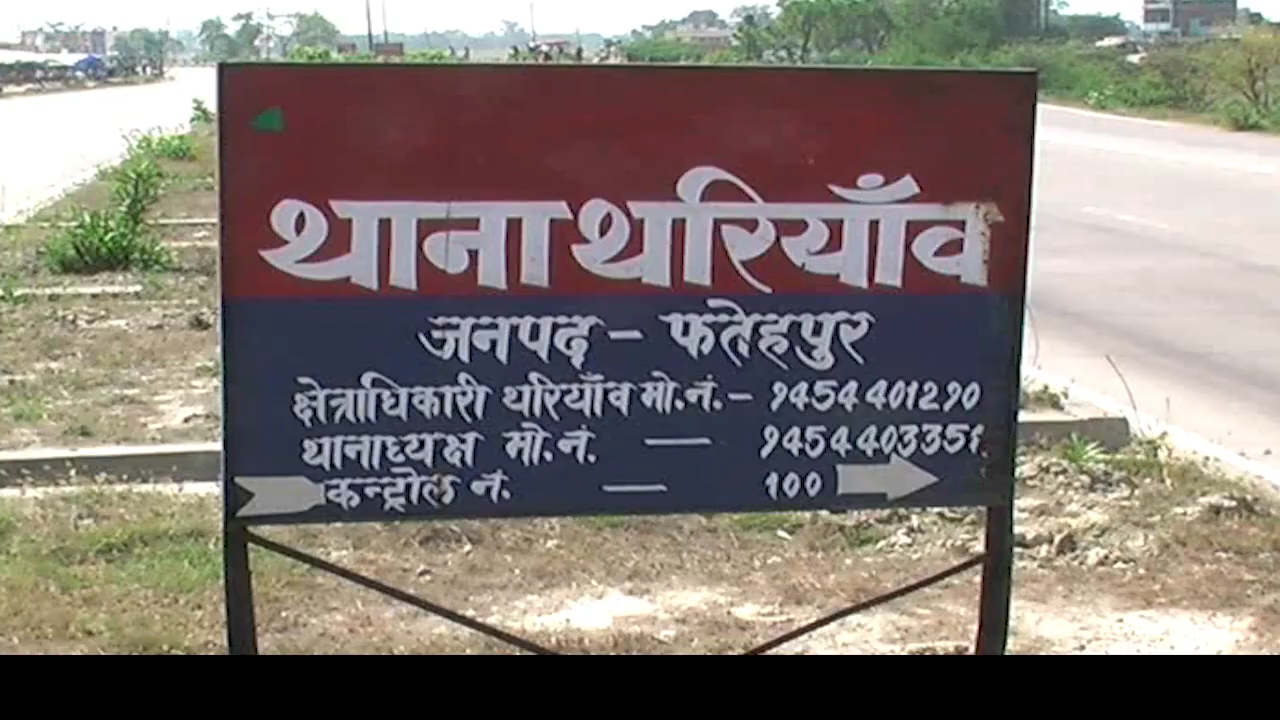 थाना थरियाँव
जनपद - फतेहपुर
क्षेत्राधिकारी थरियाँव मो.नं. - 9454401290
थानाध्यक्ष मो.नं. — 9454403351
कन्ट्रोल नं. — 100